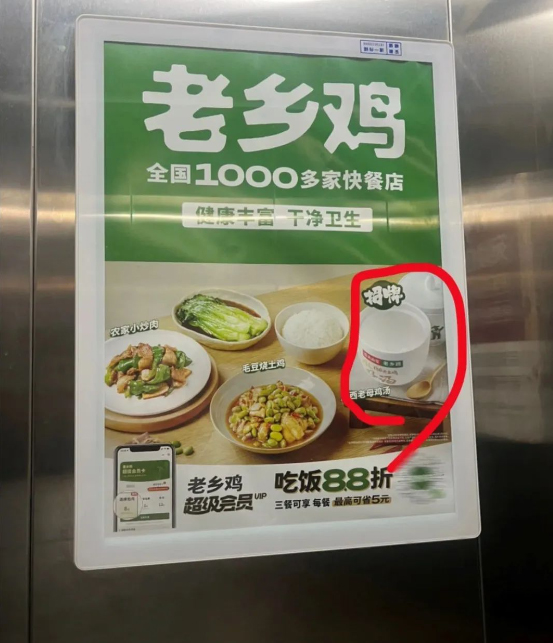 老乡鸡
全国1000多家快餐店
健康丰富 干净卫生
招牌
农家小炒肉
毛豆烧土鸡
西老母鸡汤
老乡鸡
超级会员VIP
吃饭8.8折
三餐可享 每餐 最高可省5元